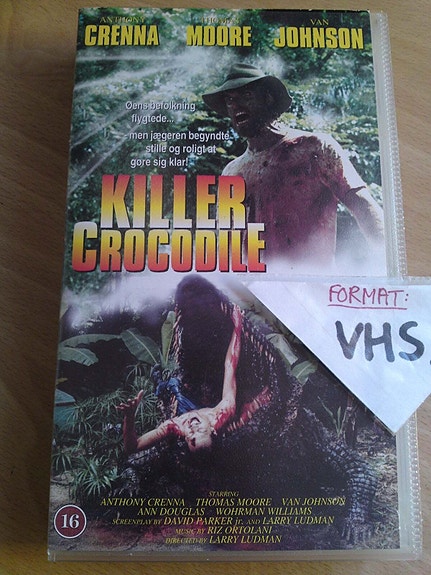 ANTHONY THOMAS VAN
CRENNA MOORE JOHNSON
Øens befolkning
flygtede...
men jægeren begyndte
stille og roligt at
gøre sig klar!
KILLER
CROCODILE
FORMAT:
VHS
STARRING
ANTHONY CRENNA THOMAS MOORE VAN JOHNSON
ANN DOUGLAS WOHRMAN WILLIAMS
SCREENPLAY BY DAVID PARKER jr. AND LARRY LUDMAN
MUSIC BY RIZ ORTOLANI
DIRECTED BY LARRY LUDMAN
16